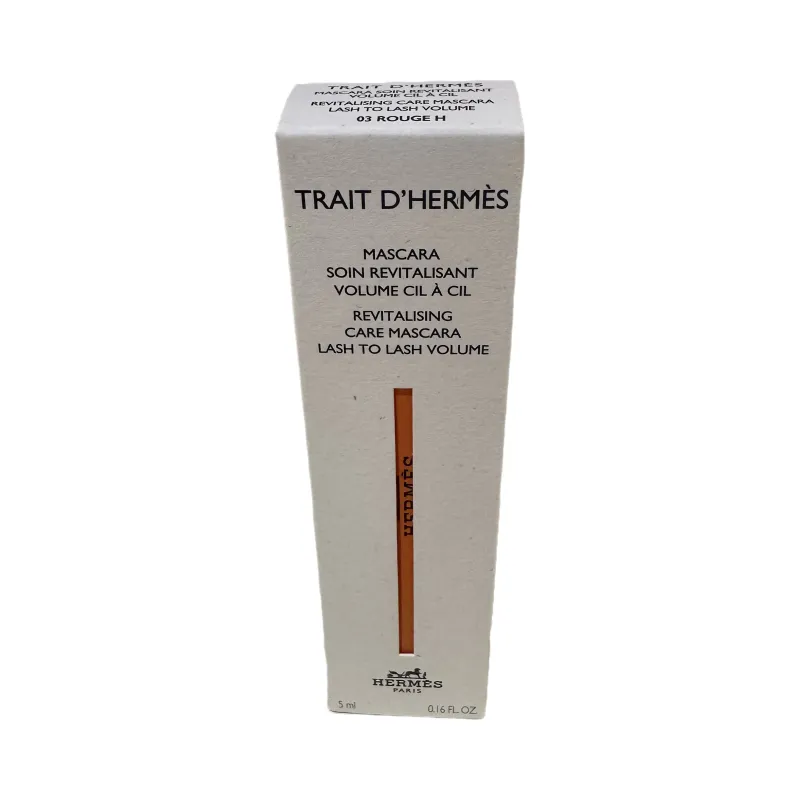 TRAIT D'HERMÈS
MASCARA SOIN REVITALISANT
VOLUME CIL À CIL
REVITALISING CARE MASCARA
LASH TO LASH VOLUME
03 ROUGE H
TRAIT D'HERMÈS
MASCARA
SOIN REVITALISANT
VOLUME CIL À CIL
REVITALISING
CARE MASCARA
LASH TO LASH VOLUME
HERMÈS
HERMÈS
PARIS
5 ml
0.16 FL. OZ.